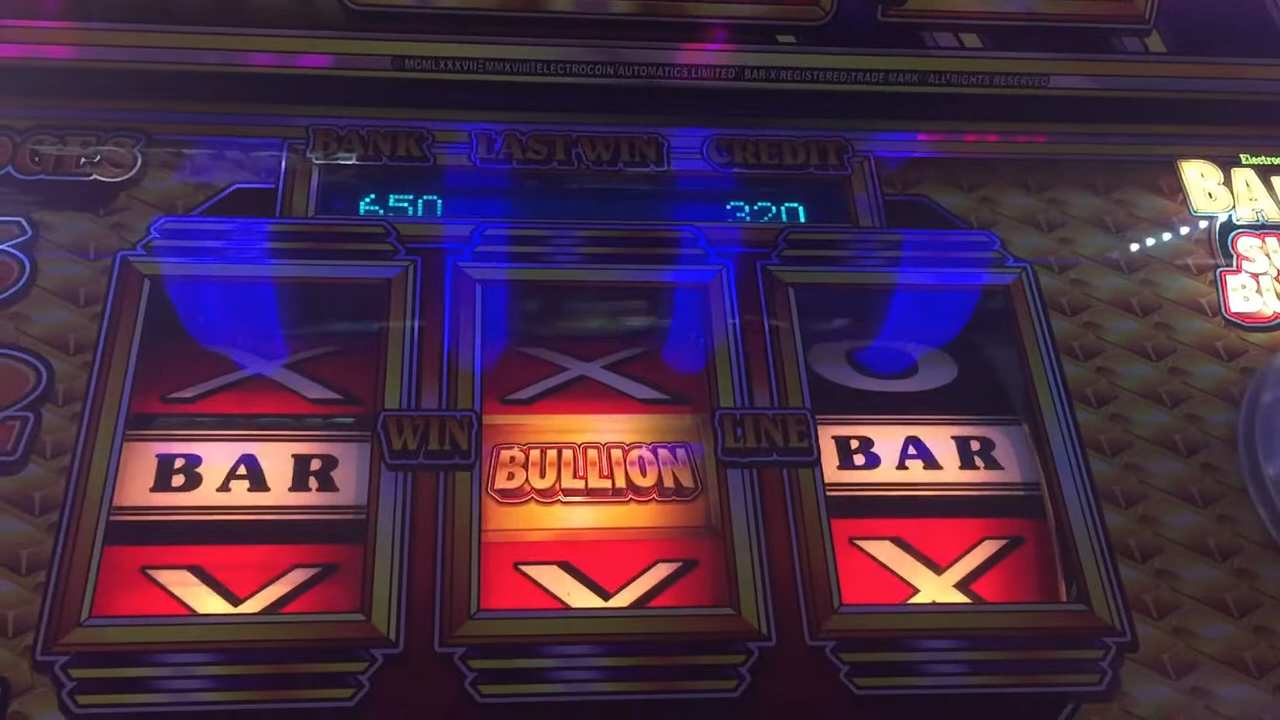 MCMLXXXVII-MMXVIII ELECTROCOIN AUTOMATICS LIMITED BAR X REGISTERED TRADE MARK ALL RIGHTS RESERVED
BANK LAST WIN CREDIT
650 320
X X O
BAR WIN BULLION LINE BAR
X X X